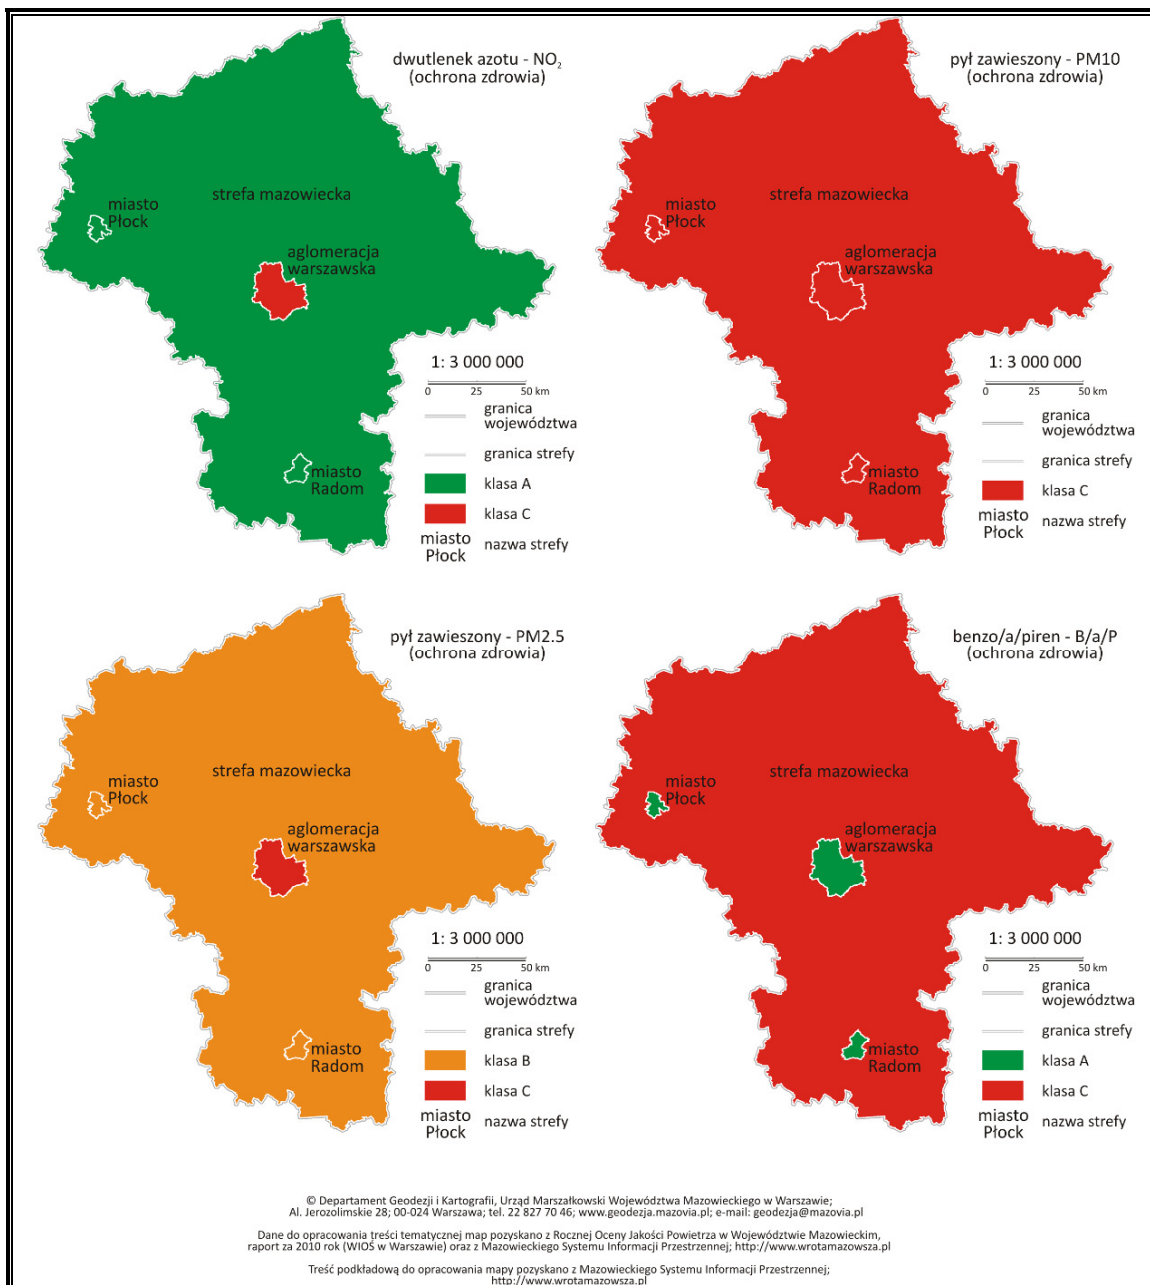 dwutlenek azotu - NO₂
(ochrona zdrowia)
strefa mazowiecka
miasto
Płock
aglomeracja
warszawska
miasto
Radom
1: 3 000 000
0 25 50 km
granica
województwa
granica strefy
klasa A
klasa C
miasto
Płock
nazwa strefy
pył zawieszony - PM10
(ochrona zdrowia)
strefa mazowiecka
miasto
Płock
aglomeracja
warszawska
miasto
Radom
1: 3 000 000
0 25 50 km
granica
województwa
granica strefy
klasa C
miasto
Płock
nazwa strefy
pył zawieszony - PM2.5
(ochrona zdrowia)
strefa mazowiecka
miasto
Płock
aglomeracja
warszawska
miasto
Radom
1: 3 000 000
0 25 50 km
granica
województwa
granica strefy
klasa B
klasa C
miasto
Płock
nazwa strefy
benzo/a/piren - B/a/P
(ochrona zdrowia)
strefa mazowiecka
miasto
Płock
aglomeracja
warszawska
miasto
Radom
1: 3 000 000
0 25 50 km
granica
województwa
granica strefy
klasa A
klasa C
miasto
Płock
nazwa strefy
© Departament Geodezji i Kartografii, Urząd Marszałkowski Województwa Mazowieckiego w Warszawie;
Al. Jerozolimskie 28; 00-024 Warszawa; tel. 22 827 70 46; www.geodezja.mazovia.pl; e-mail: geodezja@mazovia.pl
Dane do opracowania treści tematycznej map pozyskano z Rocznej Oceny Jakości Powietrza w Województwie Mazowieckim,
raport za 2010 rok (WIOŚ w Warszawie) oraz z Mazowieckiego Systemu Informacji Przestrzennej; http://www.wrotamazowsza.pl
Treść podkładową do opracowania mapy pozyskano z Mazowieckiego Systemu Informacji Przestrzennej;
http://www.wrotamazowsza.pl